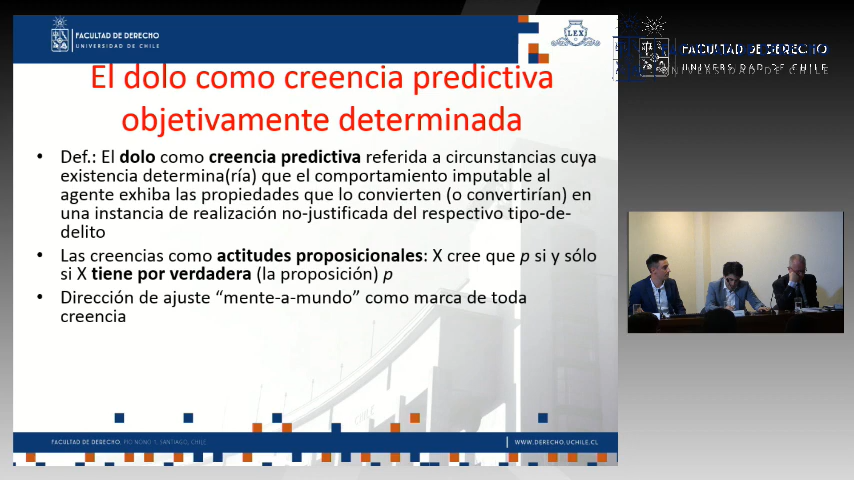 FACULTAD DE DERECHO
UNIVERSIDAD DE CHILE
LEX
FACULTAD DE DERECHO
UNIVERSIDAD DE CHILE
El dolo como creencia predictiva
objetivamente determinada
• Def.: El dolo como creencia predictiva referida a circunstancias cuya
existencia determina(ría) que el comportamiento imputable al
agente exhiba las propiedades que lo convierten (o convertirían) en
una instancia de realización no-justificada del respectivo tipo-de-
delito
• Las creencias como actitudes proposicionales: X cree que p si y sólo
si X tiene por verdadera (la proposición) p
• Dirección de ajuste “mente-a-mundo” como marca de toda
creencia
CHILE
FACULTAD DE DERECHO, PIO NONO 1, SANTIAGO, CHILE
WWW.DERECHO.UCHILE.CL